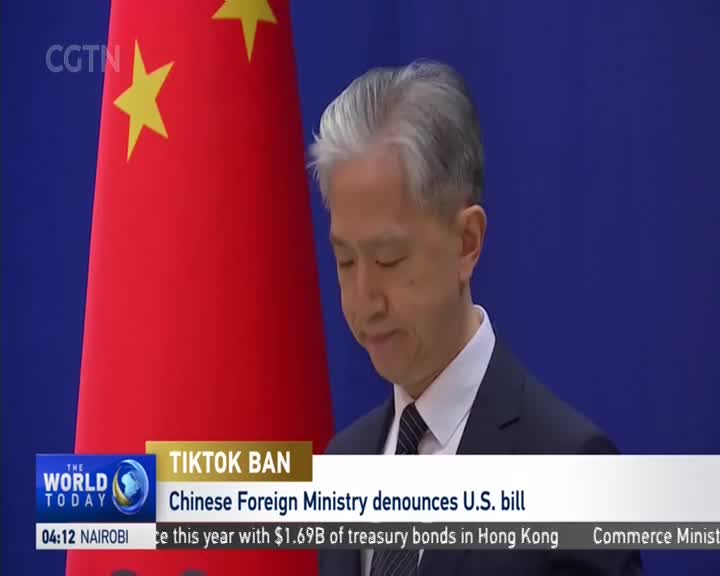 CGTN
TIKTOK BAN
THE
WORLD
TODAY
Chinese Foreign Ministry denounces U.S. bill
04:12 NAIROBI
ce this year with $1.69B of treasury bonds in Hong Kong Commerce Minist